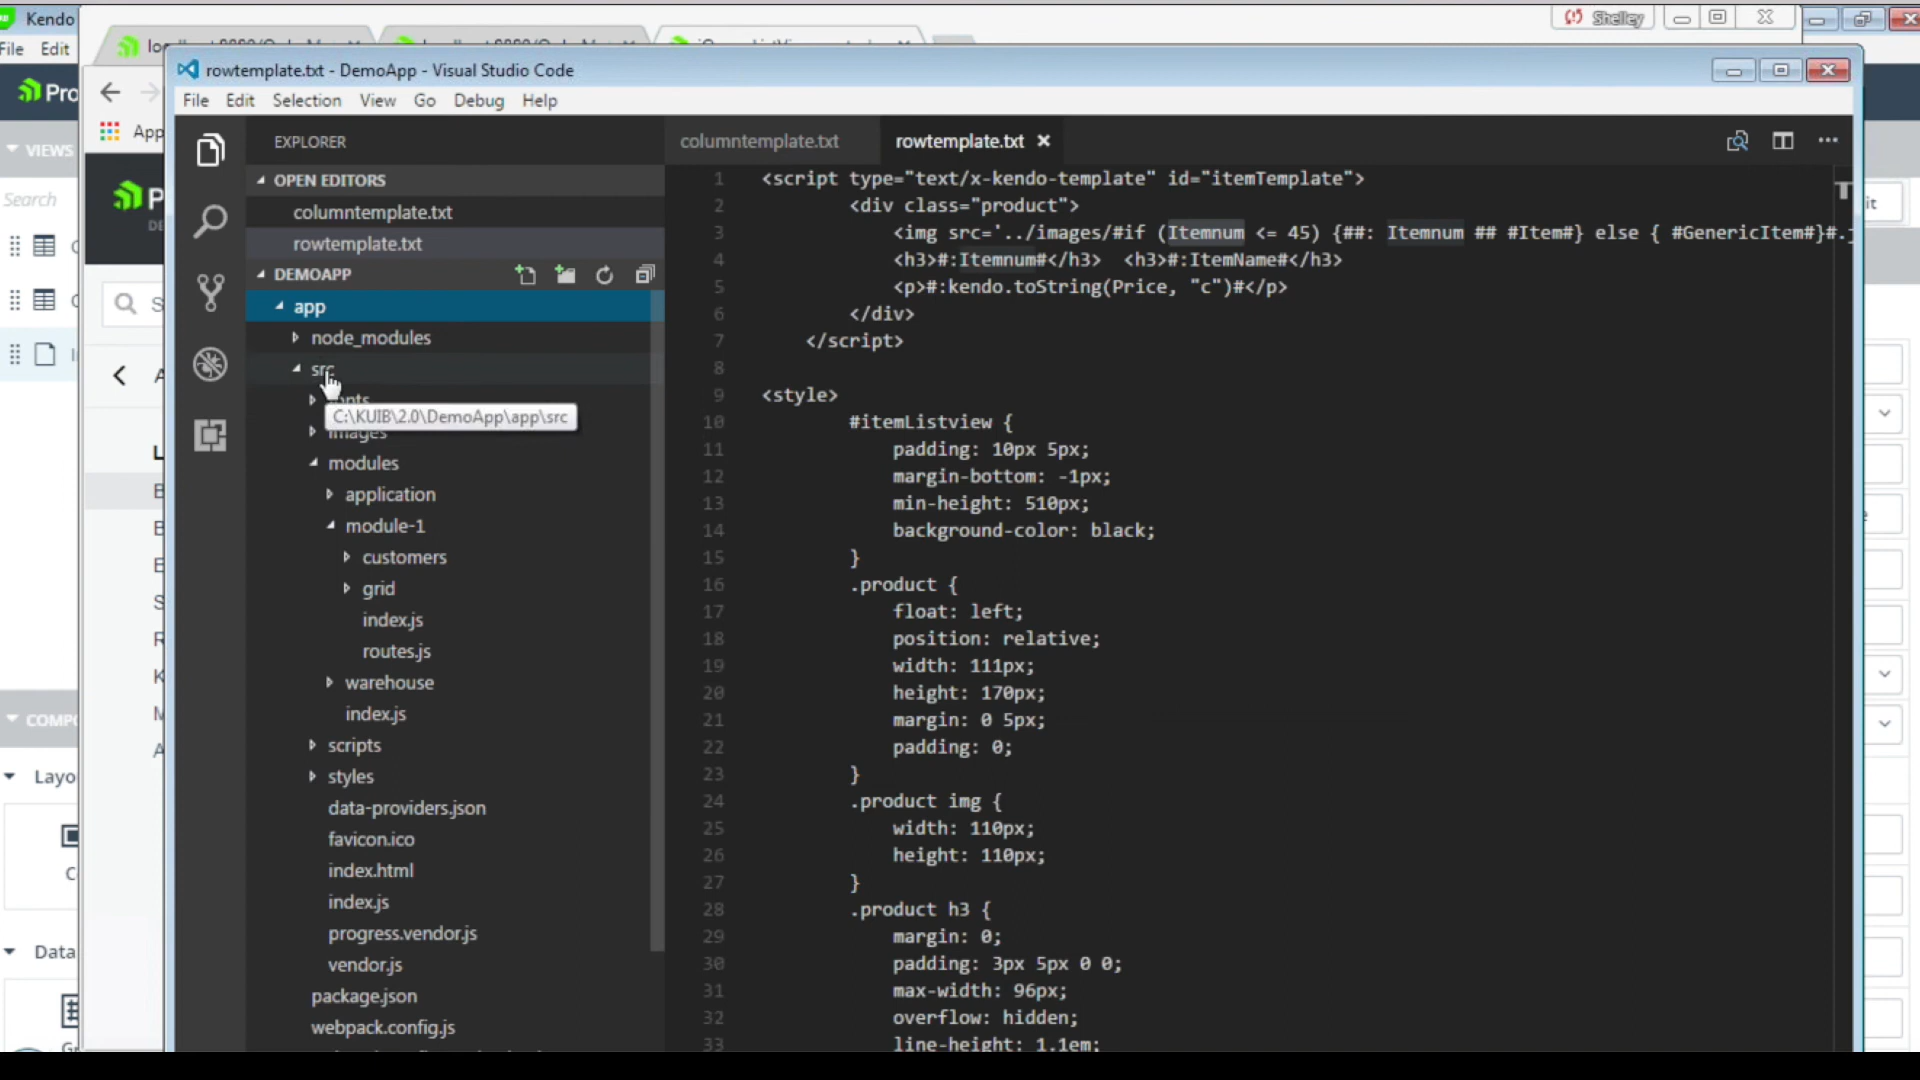 Kendo
Shelley
File Edit
rowtemplate.txt - DemoApp - Visual Studio Code
File Edit Selection View Go Debug Help
Pro
App
VIEWS
Search
EXPLORER
OPEN EDITORS
columntemplate.txt
rowtemplate.txt
DEMOAPP
app
node_modules
src
C:\KUIB\2.0\DemoApp\app\src
images
modules
application
module-1
customers
grid
index.js
routes.js
warehouse
index.js
scripts
styles
data-providers.json
favicon.ico
index.html
index.js
progress.vendor.js
vendor.js
package.json
webpack.config.js
columntemplate.txt
rowtemplate.txt
1 <script type="text/x-kendo-template" id="itemTemplate">
2 <div class="product">
3 <img src='../images/#if (Itemnum <= 45) {##: Itemnum ## #Item#} else { #GenericItem#}#.j
4 <h3>#:Itemnum#</h3> <h3>#:ItemName#</h3>
5 <p>#:kendo.toString(Price, "c")#</p>
6 </div>
7 </script>
8
9 <style>
10 #itemListview {
11 padding: 10px 5px;
12 margin-bottom: -1px;
13 min-height: 510px;
14 background-color: black;
15 }
16 .product {
17 float: left;
18 position: relative;
19 width: 111px;
20 height: 170px;
21 margin: 0 5px;
22 padding: 0;
23 }
24 .product img {
25 width: 110px;
26 height: 110px;
27 }
28 .product h3 {
29 margin: 0;
30 padding: 3px 5px 0 0;
31 max-width: 96px;
32 overflow: hidden;
33 line-height: 1.1em;
COMPO
Layo
Data